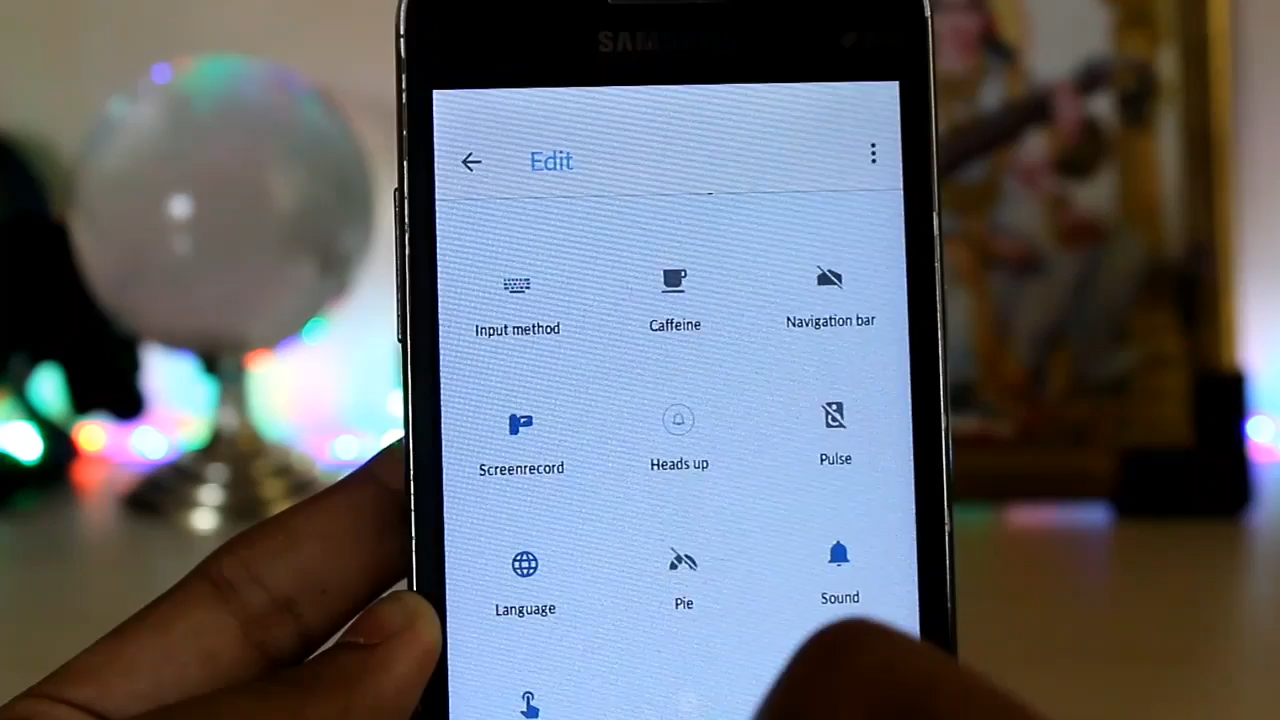 SAMSUNG
Edit
Input method
Caffeine
Navigation bar
Screenrecord
Heads up
Pulse
Language
Pie
Sound